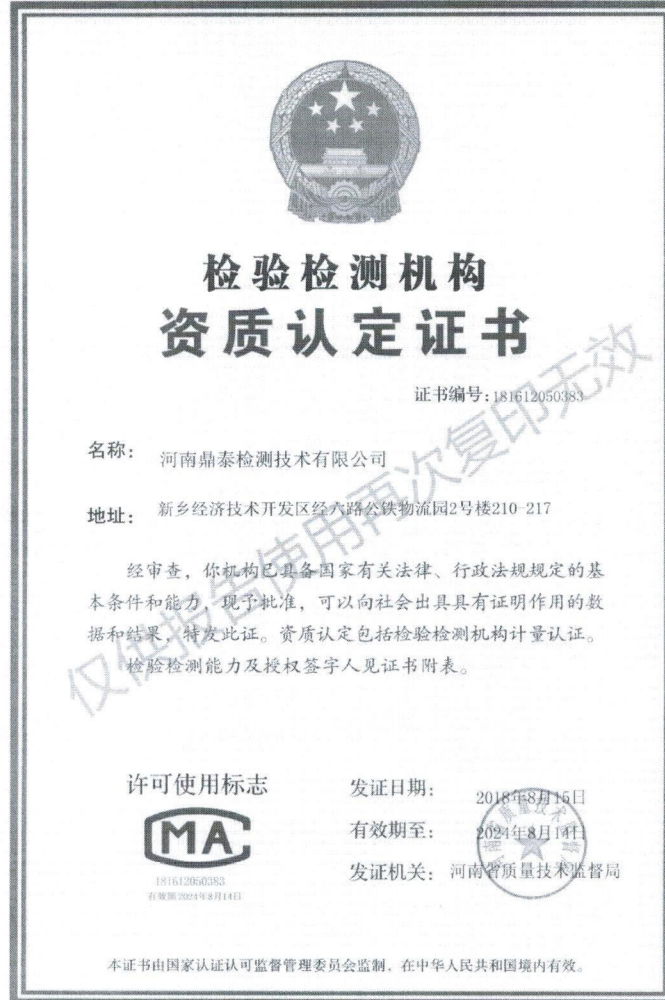 检验检测机构
资质认定证书
证书编号:181612050383
名称: 河南鼎泰检测技术有限公司
地址: 新乡经济技术开发区经六路公铁物流园2号楼210-217
经审查,你机构已具备国家有关法律、行政法规规定的基
本条件和能力,现予批准,可以向社会出具具有证明作用的数
据和结果,特发此证。资质认定包括检验检测机构计量认证。
检验检测能力及授权签字人见证书附表。
仅供报告使用再次复印无效
许可使用标志
MA
181612050383
有效期2024年8月14日
发证日期: 2018年8月15日
有效期至: 2024年8月14日
发证机关: 河南省质量技术监督局
本证书由国家认证认可监督管理委员会监制,在中华人民共和国境内有效。